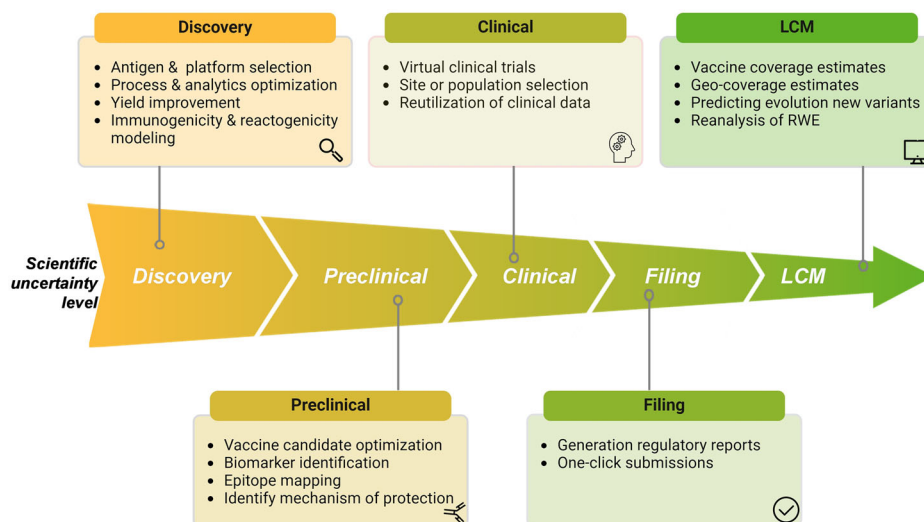 Discovery
• Antigen & platform selection
• Process & analytics optimization
• Yield improvement
• Immunogenicity & reactogenicity
modeling
Clinical
• Virtual clinical trials
• Site or population selection
• Reutilization of clinical data
LCM
• Vaccine coverage estimates
• Geo-coverage estimates
• Predicting evolution new variants
• Reanalysis of RWE
Scientific
uncertainty
level
Discovery
Preclinical
Clinical
Filing
LCM
Preclinical
• Vaccine candidate optimization
• Biomarker identification
• Epitope mapping
• Identify mechanism of protection
Filing
• Generation regulatory reports
• One-click submissions